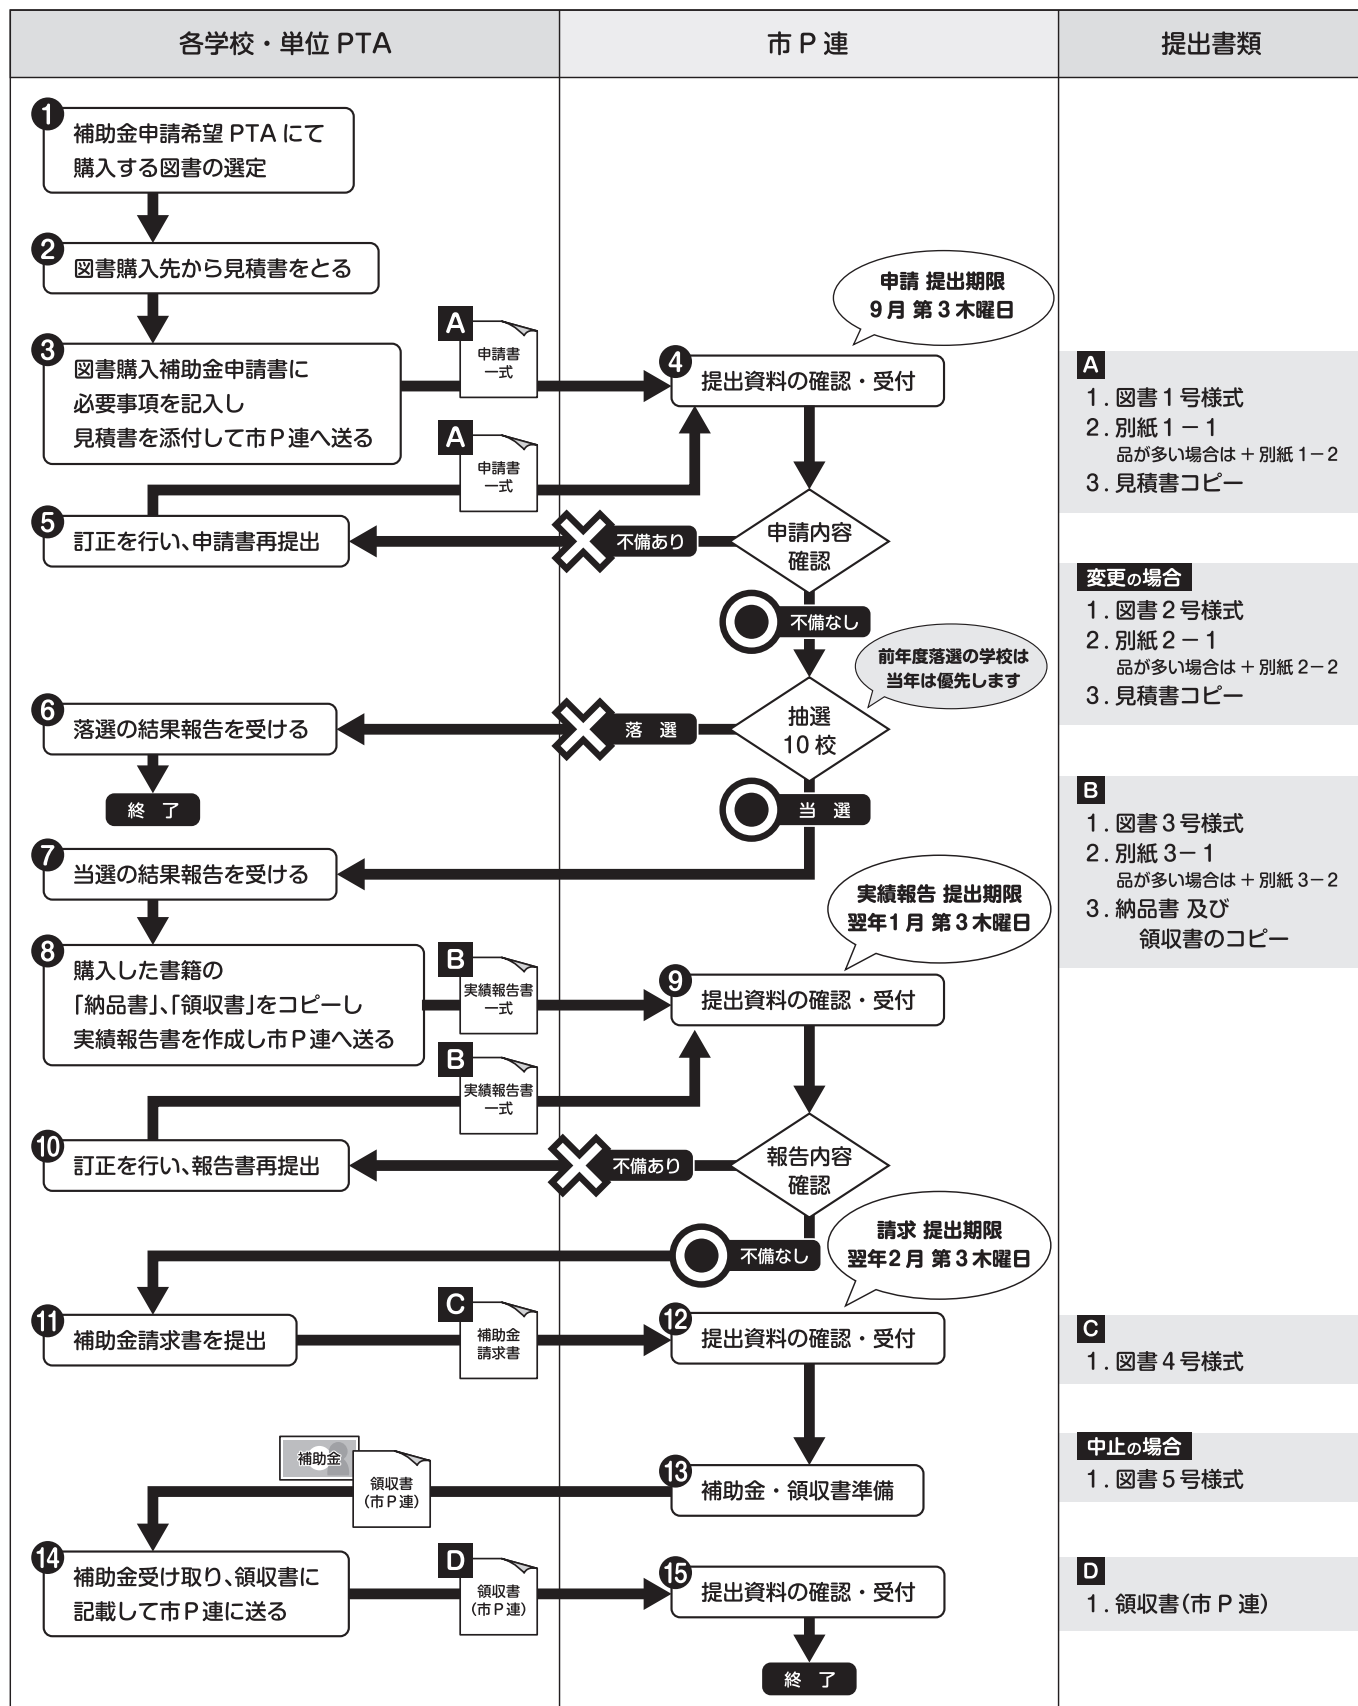 各学校・単位 PTA
市 P 連
提出書類
1
補助金申請希望 PTA にて
購入する図書の選定
2
図書購入先から見積書をとる
3
図書購入補助金申請書に
必要事項を記入し
見積書を添付して市P連へ送る
A
申請書
一式
申請 提出期限
9月 第3木曜日
4
提出資料の確認・受付
A
申請書
一式
5
訂正を行い、申請書再提出
不備あり
申請内容
確認
不備なし
前年度落選の学校は
当年は優先します
6
落選の結果報告を受ける
落 選
抽選
10 校
終 了
当 選
7
当選の結果報告を受ける
実績報告 提出期限
翌年1月 第3木曜日
8
購入した書籍の
「納品書」、「領収書」をコピーし
実績報告書を作成し市P連へ送る
B
実績報告書
一式
9
提出資料の確認・受付
B
実績報告書
一式
10
訂正を行い、報告書再提出
不備あり
報告内容
確認
不備なし
請求 提出期限
翌年2月 第3木曜日
11
補助金請求書を提出
C
補助金
請求書
12
提出資料の確認・受付
補助金
領収書
(市P連)
13
補助金・領収書準備
14
補助金受け取り、領収書に
記載して市P連に送る
D
領収書
(市P連)
15
提出資料の確認・受付
終 了
A
1. 図書1号様式
2. 別紙1－1
品が多い場合は + 別紙1－2
3. 見積書コピー
変更の場合
1. 図書2号様式
2. 別紙2－1
品が多い場合は + 別紙2－2
3. 見積書コピー
B
1. 図書3号様式
2. 別紙3－1
品が多い場合は + 別紙3－2
3. 納品書 及び
領収書のコピー
C
1. 図書4号様式
中止の場合
1. 図書5号様式
D
1. 領収書(市 P 連)